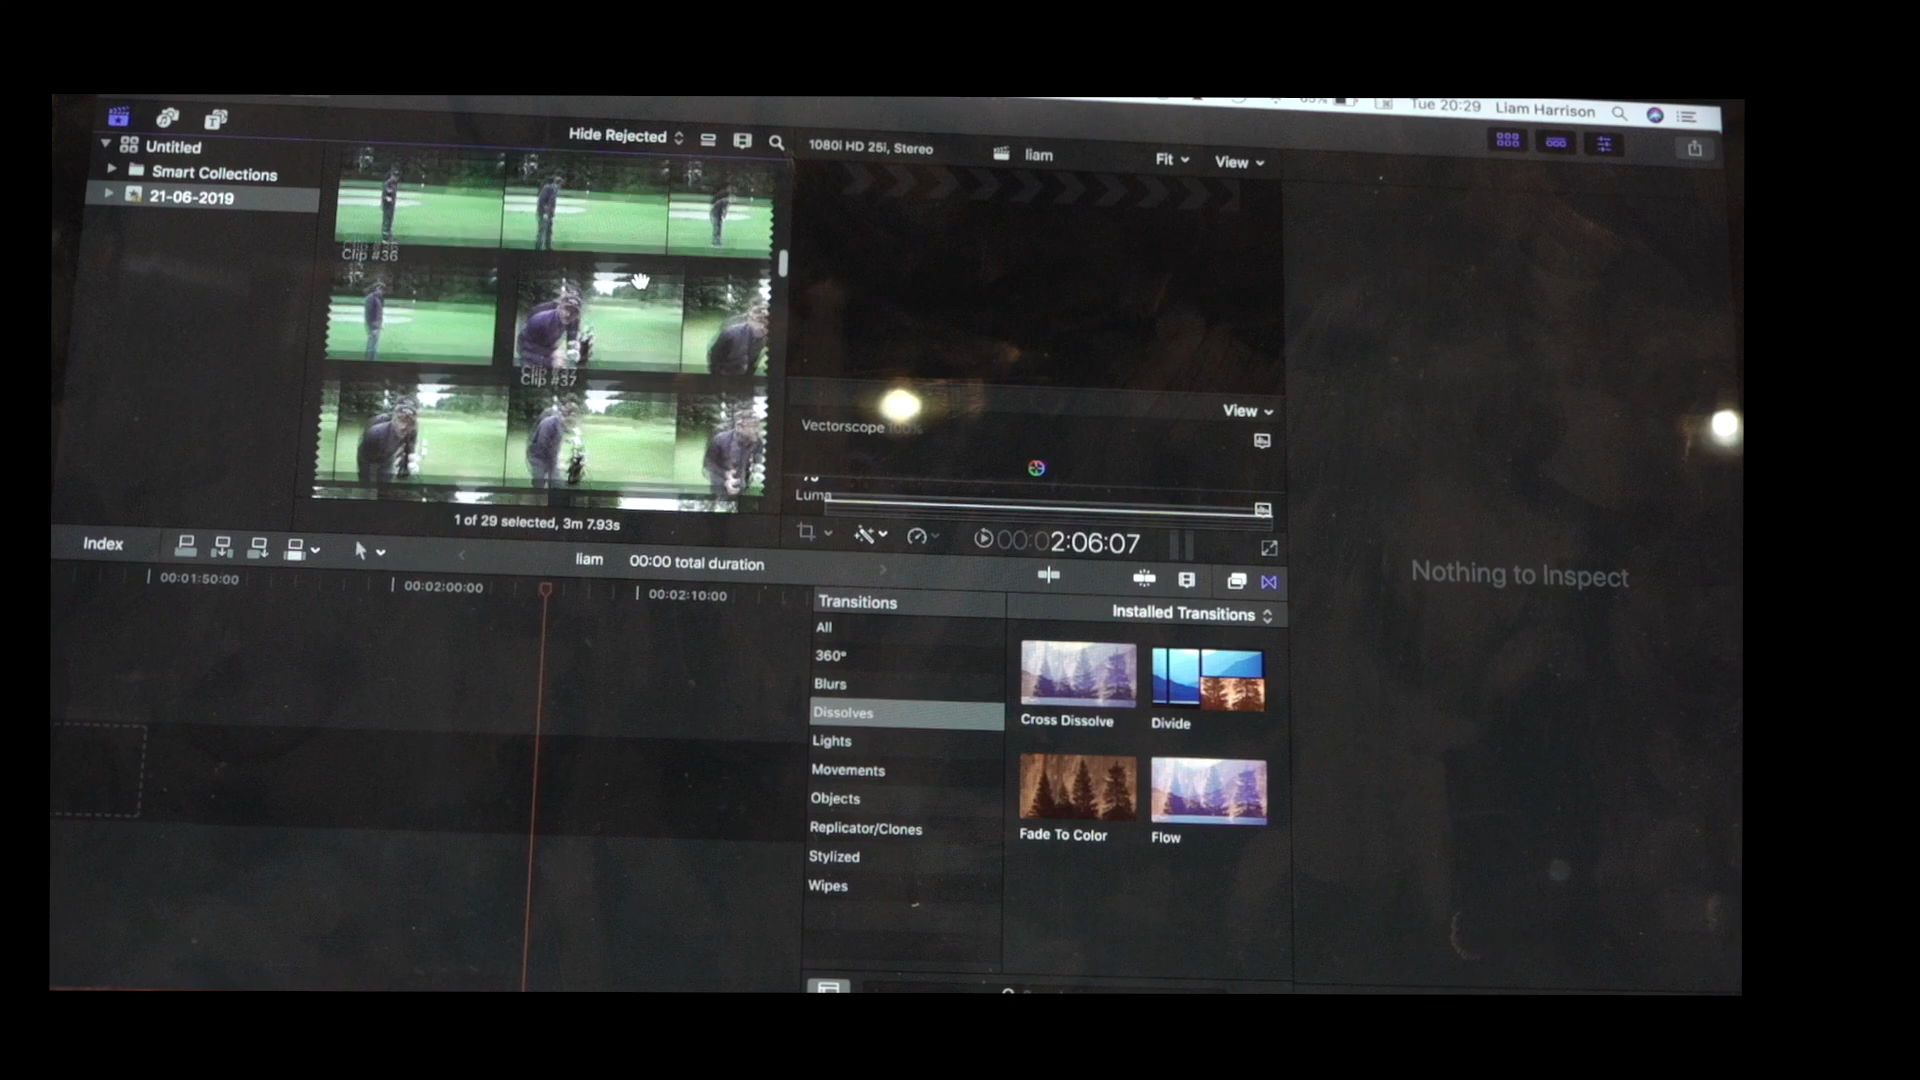 Tue 20:29 Liam Harrison
Hide Rejected
1080i HD 25i, Stereo
liam
Fit
View
Untitled
Smart Collections
21-06-2019
Clip #36
Clip #37
View
Vectorscope 100%
Luma
1 of 29 selected, 3m 7.93s
00:02:06:07
Index
liam
00:00 total duration
00:01:50:00
00:02:00:00
00:02:10:00
Nothing to Inspect
Transitions
Installed Transitions
All
360°
Blurs
Dissolves
Lights
Movements
Objects
Replicator/Clones
Stylized
Wipes
Cross Dissolve
Divide
Fade To Color
Flow